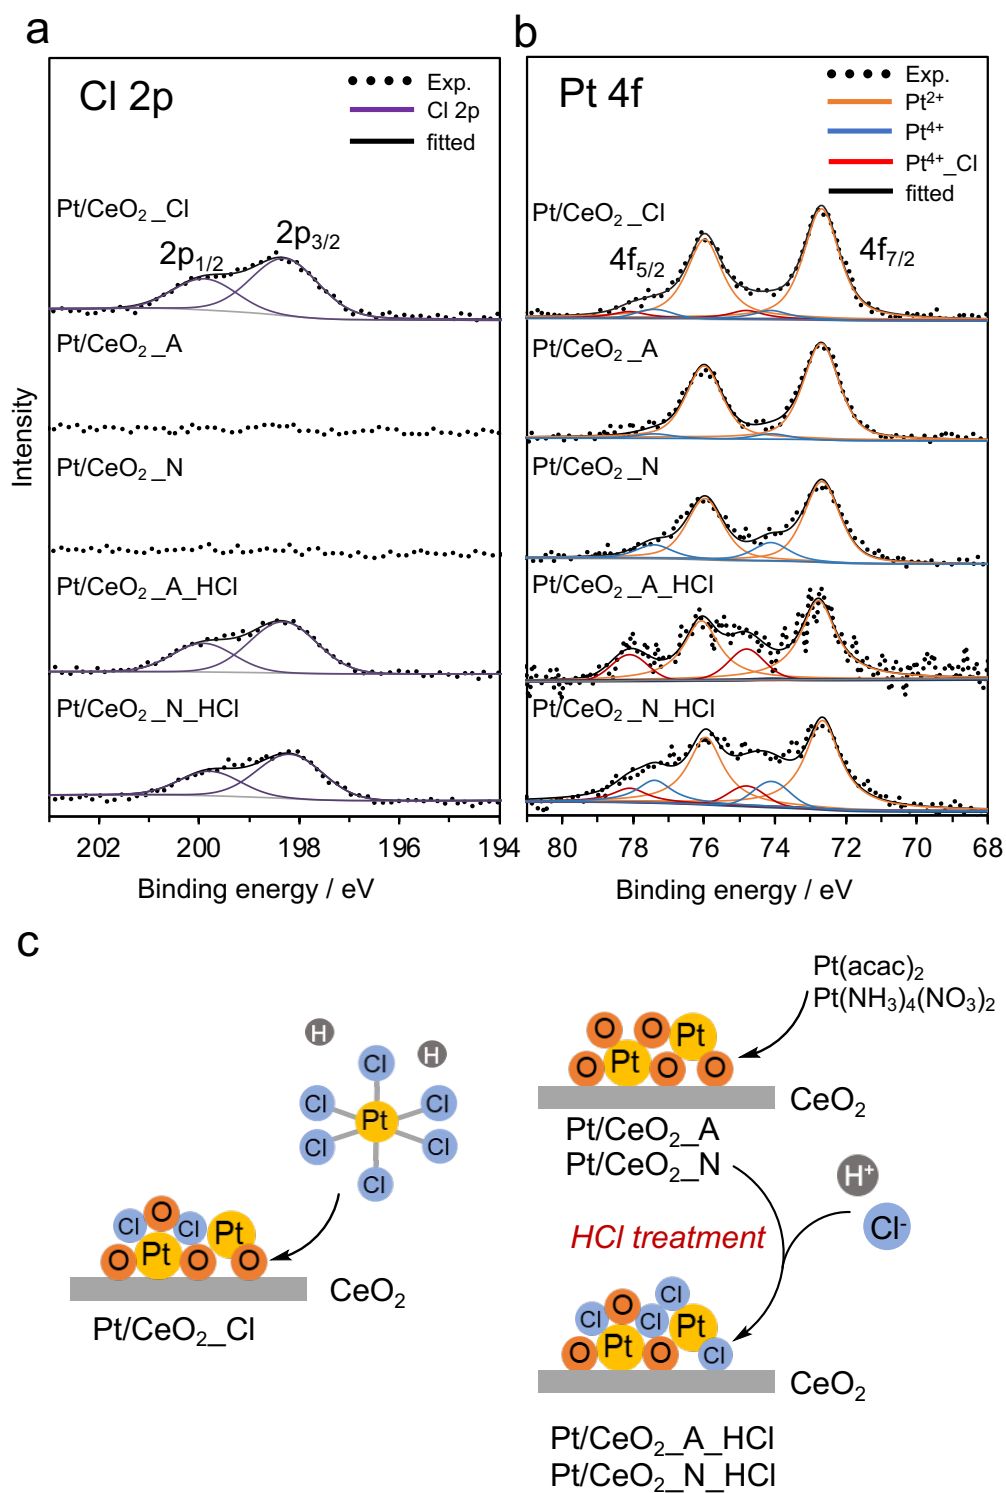 a
Cl 2p
Exp.
Cl 2p
fitted
Pt/CeO₂_Cl
2p₁/₂
2p₃/₂
Pt/CeO₂_A
Pt/CeO₂_N
Pt/CeO₂_A_HCl
Pt/CeO₂_N_HCl
Intensity
202 200 198 196 194
Binding energy / eV
b
Pt 4f
Exp.
Pt²⁺
Pt⁴⁺
Pt⁴⁺_Cl
fitted
Pt/CeO₂_Cl
4f₅/₂
4f₇/₂
Pt/CeO₂_A
Pt/CeO₂_N
Pt/CeO₂_A_HCl
Pt/CeO₂_N_HCl
80 78 76 74 72 70 68
Binding energy / eV
c
H
H
Cl
Cl
Cl
Pt
Cl
Cl
Cl
O
Cl
Cl
Pt
O
Pt
O
O
CeO₂
Pt/CeO₂_Cl
Pt(acac)₂
Pt(NH₃)₄(NO₃)₂
O
O
Pt
O
Pt
O
O
CeO₂
Pt/CeO₂_A
Pt/CeO₂_N
H⁺
Cl⁻
HCl treatment
Cl
O
Cl
Cl
Pt
O
Pt
O
Cl
CeO₂
Pt/CeO₂_A_HCl
Pt/CeO₂_N_HCl